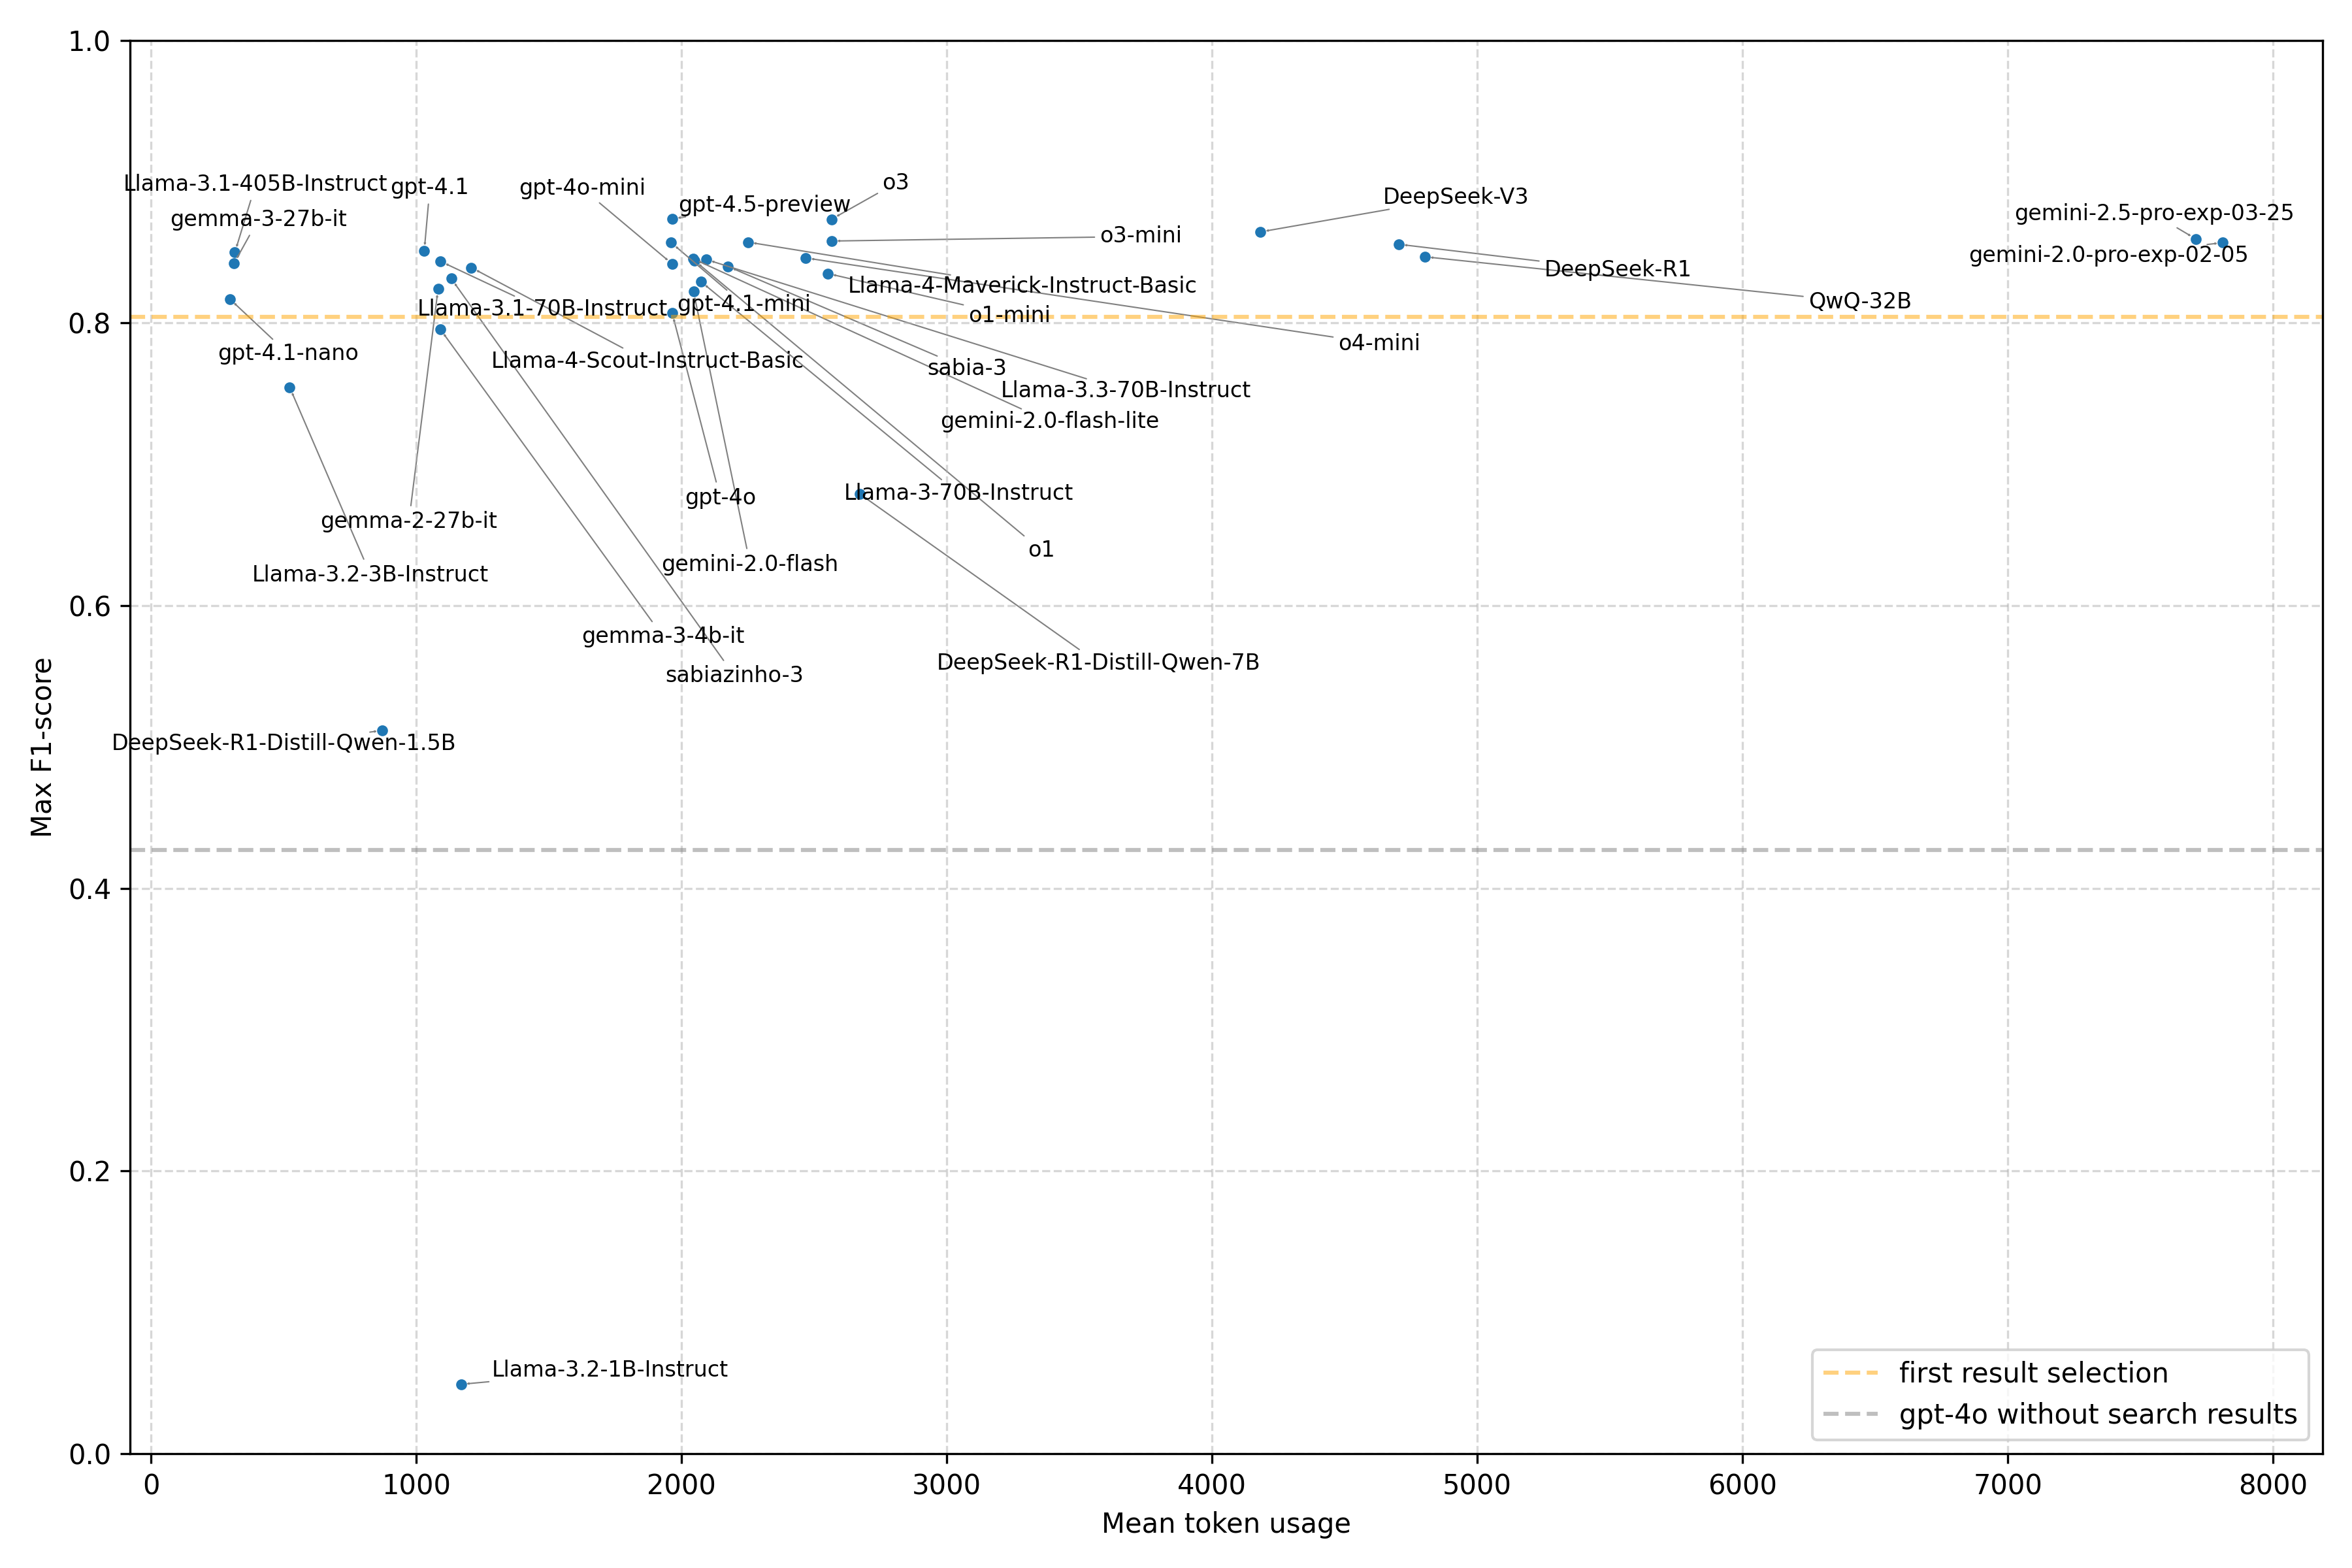 1.0
0.8
0.6
0.4
0.2
0.0
Max F1-score
Llama-3.1-405B-Instruct
gpt-4.1
gpt-4o-mini
o3
gemma-3-27b-it
gpt-4.5-preview
DeepSeek-V3
gemini-2.5-pro-exp-03-25
o3-mini
gemini-2.0-pro-exp-02-05
DeepSeek-R1
Llama-4-Maverick-Instruct-Basic
QwQ-32B
Llama-3.1-70B-Instruct
gpt-4.1-mini
o1-mini
o4-mini
gpt-4.1-nano
Llama-4-Scout-Instruct-Basic
sabia-3
Llama-3.3-70B-Instruct
gemini-2.0-flash-lite
gpt-4o
Llama-3-70B-Instruct
gemma-2-27b-it
o1
gemini-2.0-flash
Llama-3.2-3B-Instruct
gemma-3-4b-it
DeepSeek-R1-Distill-Qwen-7B
sabiazinho-3
DeepSeek-R1-Distill-Qwen-1.5B
Llama-3.2-1B-Instruct
first result selection
gpt-4o without search results
0 1000 2000 3000 4000 5000 6000 7000 8000
Mean token usage